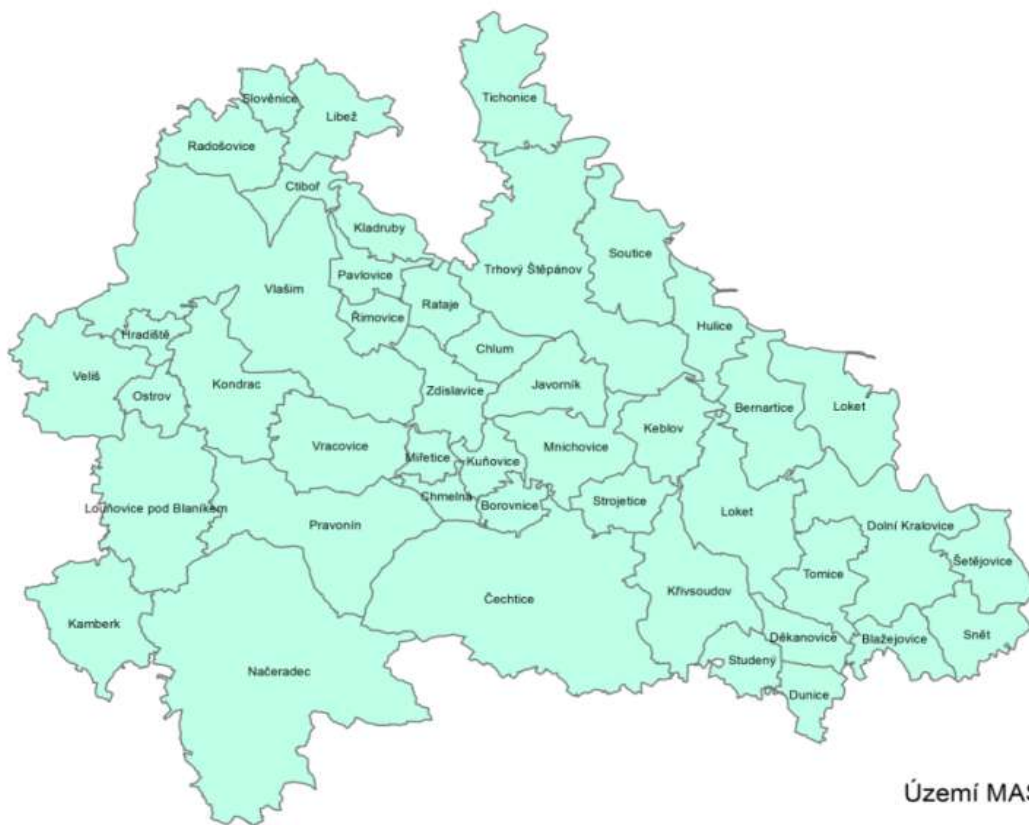 Tichonice
Slověnice
Libež
Radošovice
Ctiboř
Kladruby
Soutice
Trhový Štěpánov
Pavlovice
Vlašim
Rataje
Římovice
Hulice
Hradiště
Chlum
Veliš
Kondrac
Zdislavice
Javorník
Ostrov
Bernartice
Loket
Keblov
Vracovice
Mnichovice
Miřetice
Kuňovice
Chmelná
Borovnice
Strojetice
Louňovice pod Blaníkem
Loket
Pravonín
Dolní Kralovice
Šetějovice
Tomice
Křivsoudov
Čechtice
Kamberk
Děkanovice
Blažejovice
Snět
Studený
Načeradec
Dunice
Území MAS